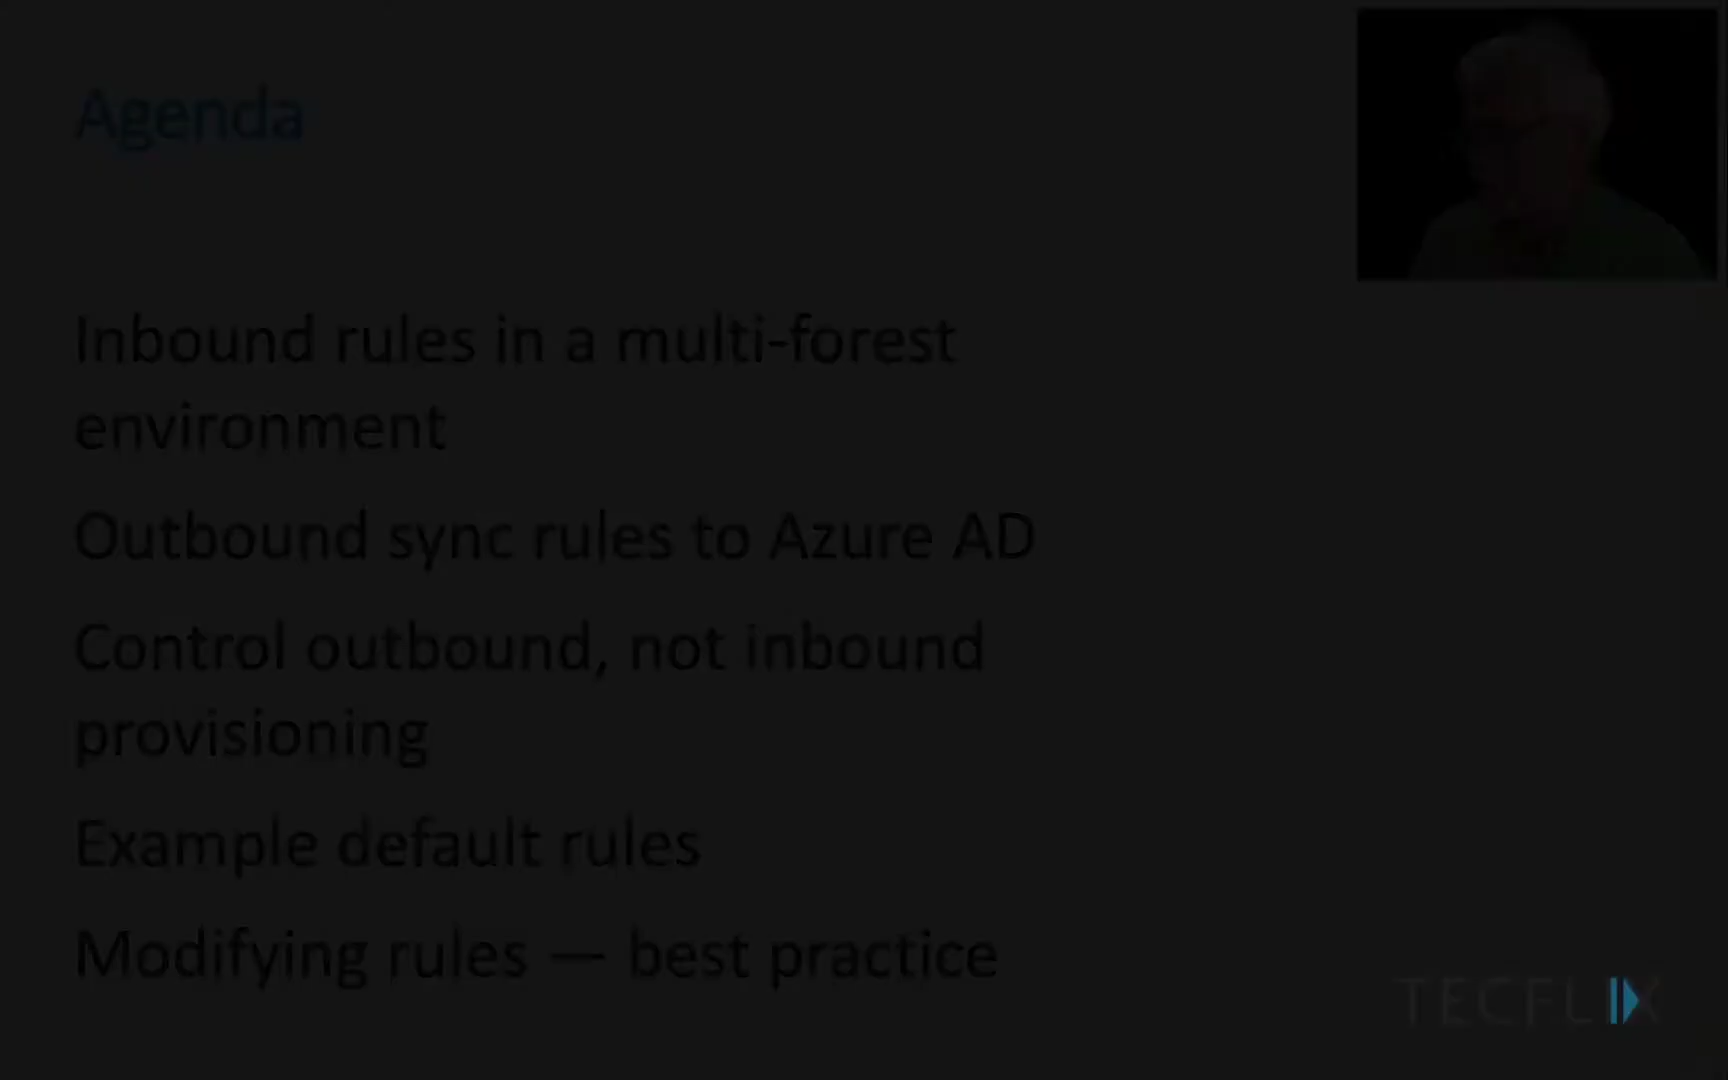 Agenda
Inbound rules in a multi-forest
environment
Outbound sync rules to Azure AD
Control outbound, not inbound
provisioning
Example default rules
Modifying rules — best practice
TECFLIX